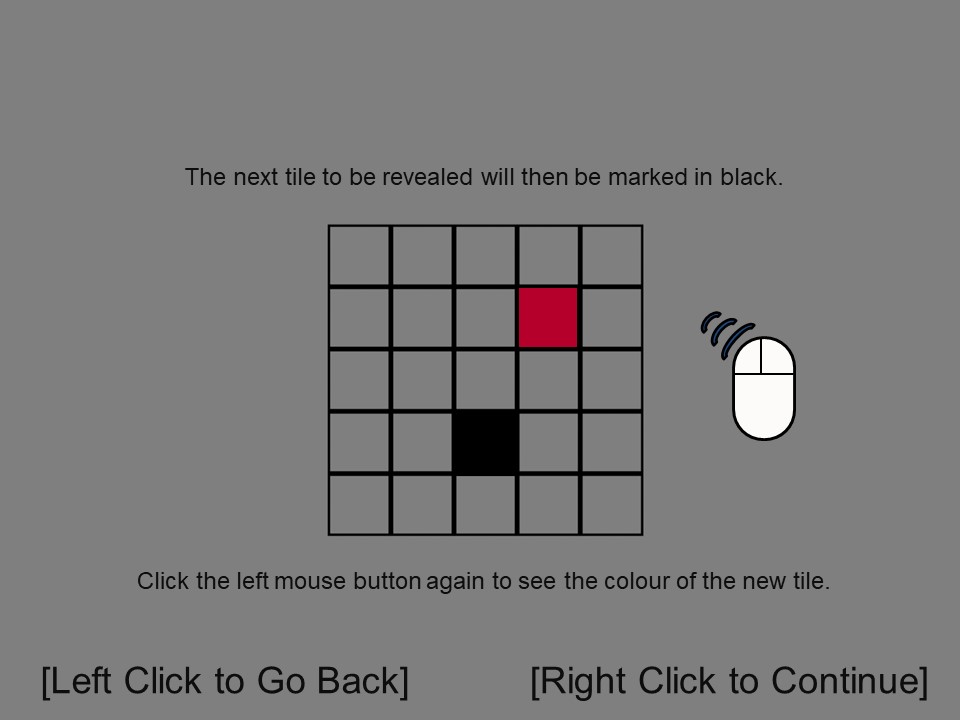 The next tile to be revealed will then be marked in black.
Click the left mouse button again to see the colour of the new tile.
[Left Click to Go Back] [Right Click to Continue]